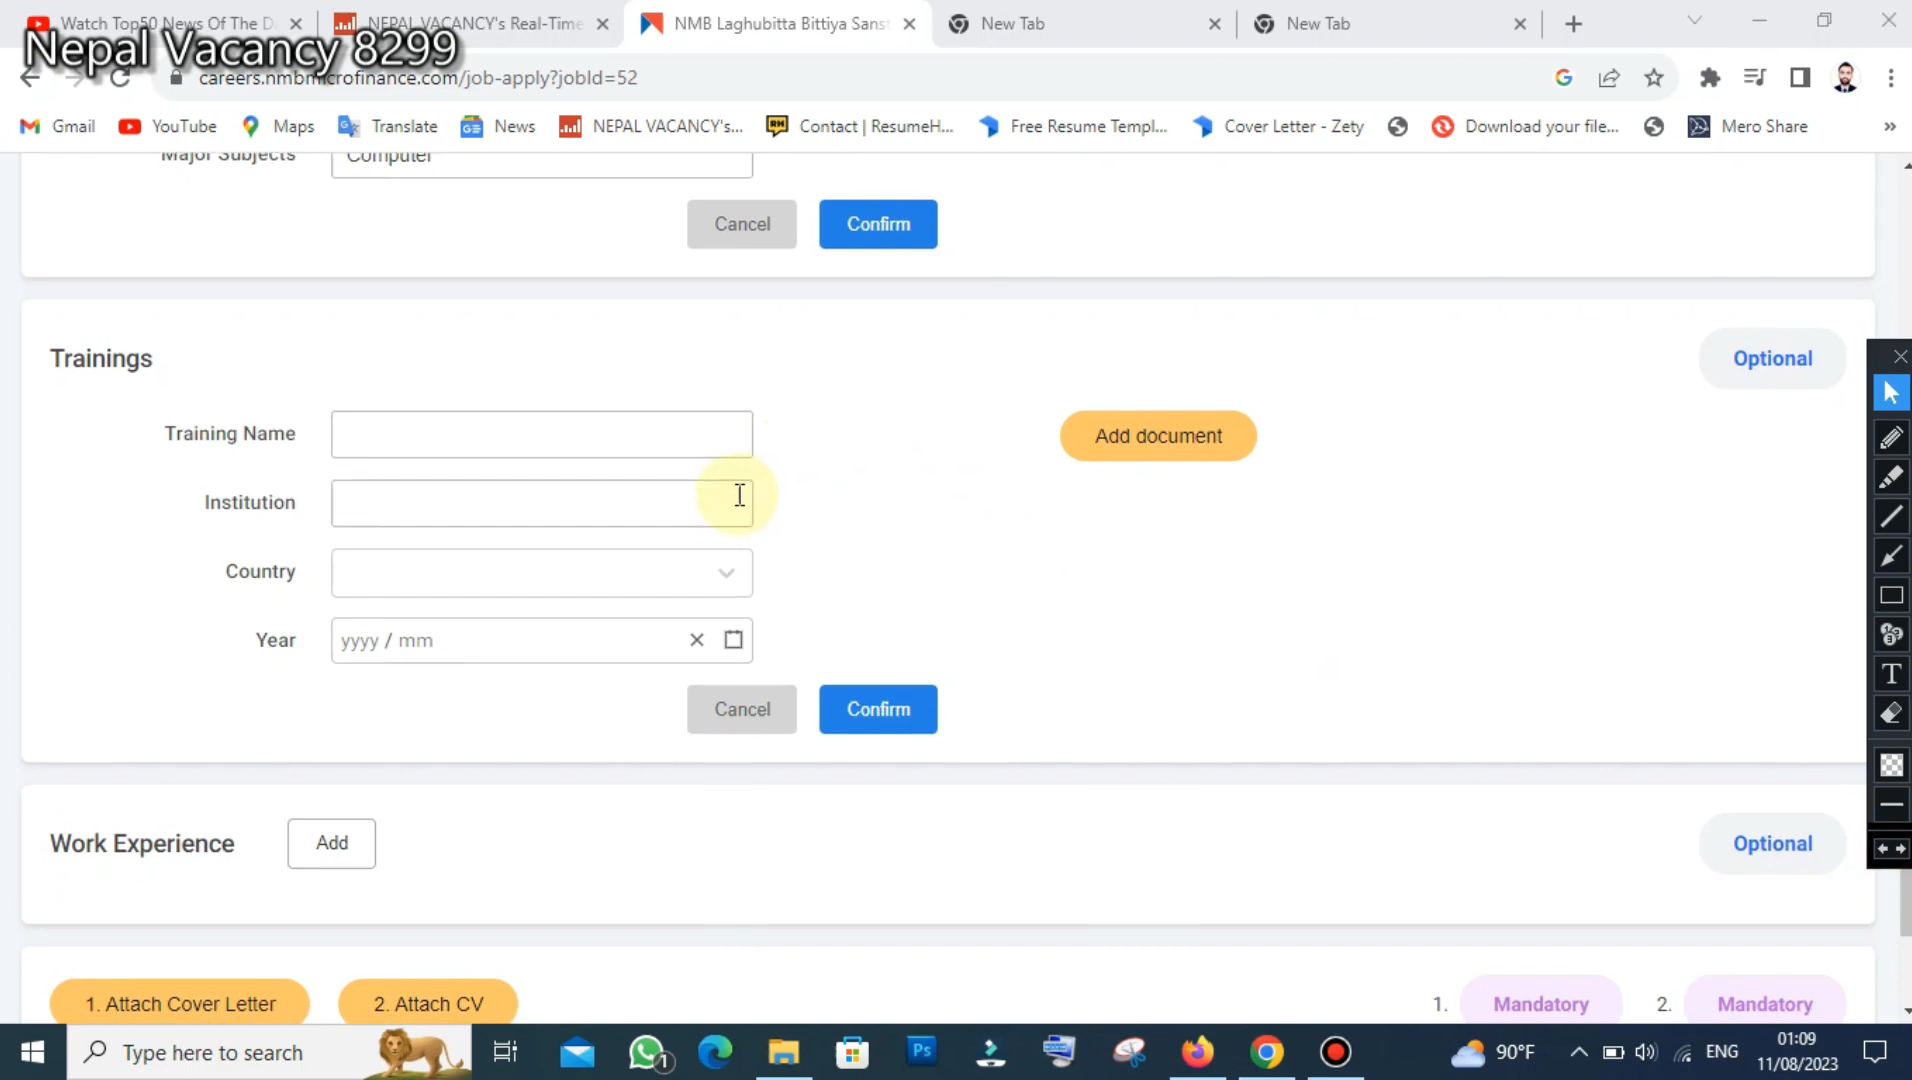 Watch Top50 News Of The D
NEPAL VACANCY's Real-Time
NMB Laghubitta Bittiya Sanst
New Tab
New Tab
Nepal Vacancy 8299
careers.nmbmicrofinance.com/job-apply?jobId=52
Gmail
YouTube
Maps
Translate
News
NEPAL VACANCY's...
Contact | ResumeH...
Free Resume Templ...
Cover Letter - Zety
Download your file...
Mero Share
»
Major Subjects
Computer
Cancel
Confirm
Trainings
Optional
Training Name
Add document
Institution
Country
Year
yyyy / mm
Cancel
Confirm
Work Experience
Add
Optional
1. Attach Cover Letter
2. Attach CV
1. Mandatory
2. Mandatory
Type here to search
1
Ps
90°F
ENG
01:09
11/08/2023